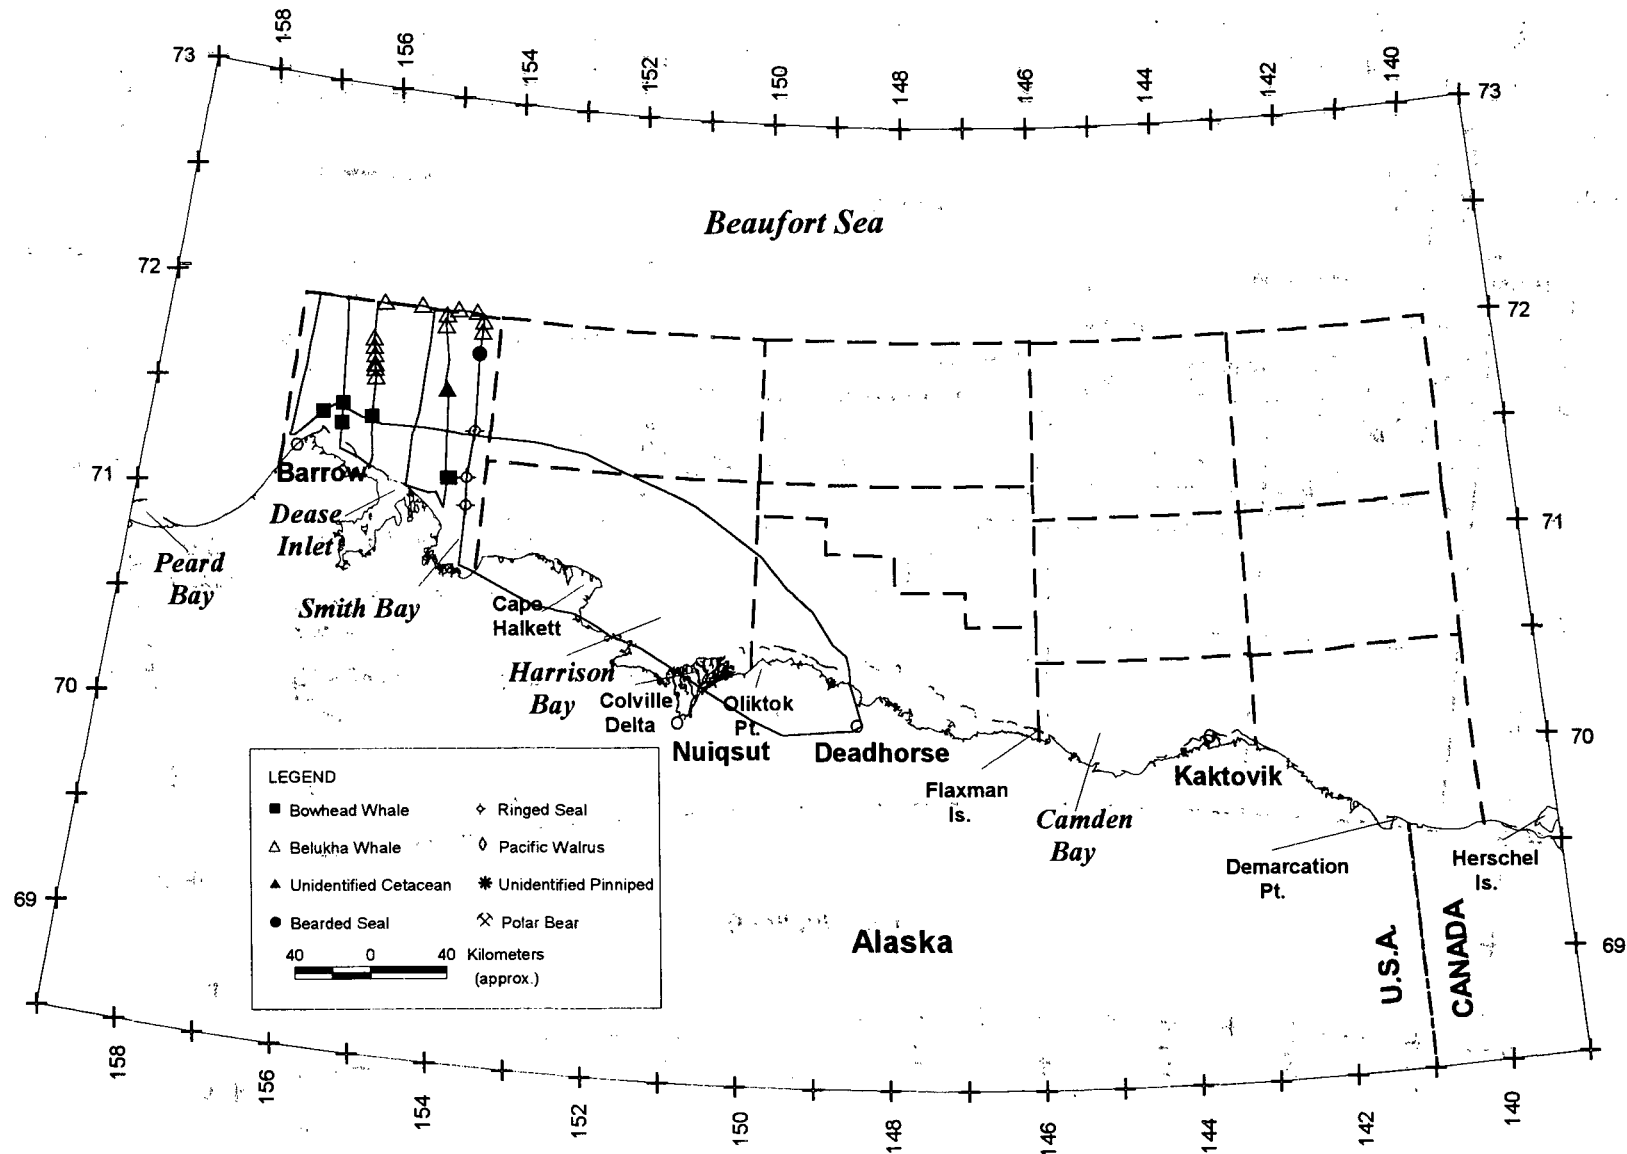 158
156
154
152
150
148
146
144
142
140
73
73
Beaufort Sea
72
72
71
Barrow
Dease
Inlet
71
Peard
Bay
Smith Bay
Cape
Halkett
Harrison
Bay
70
Colville
Delta
Oliktok
Pt.
Nuiqsut
Deadhorse
70
Flaxman
Is.
Kaktovik
Camden
Bay
Demarcation
Pt.
Herschel
Is.
LEGEND
Bowhead Whale
Ringed Seal
Belukha Whale
Pacific Walrus
Unidentified Cetacean
Unidentified Pinniped
Bearded Seal
Polar Bear
40 0 40 Kilometers
(approx.)
69
Alaska
U.S.A.
CANADA
69
158
156
154
152
150
148
146
144
142
140